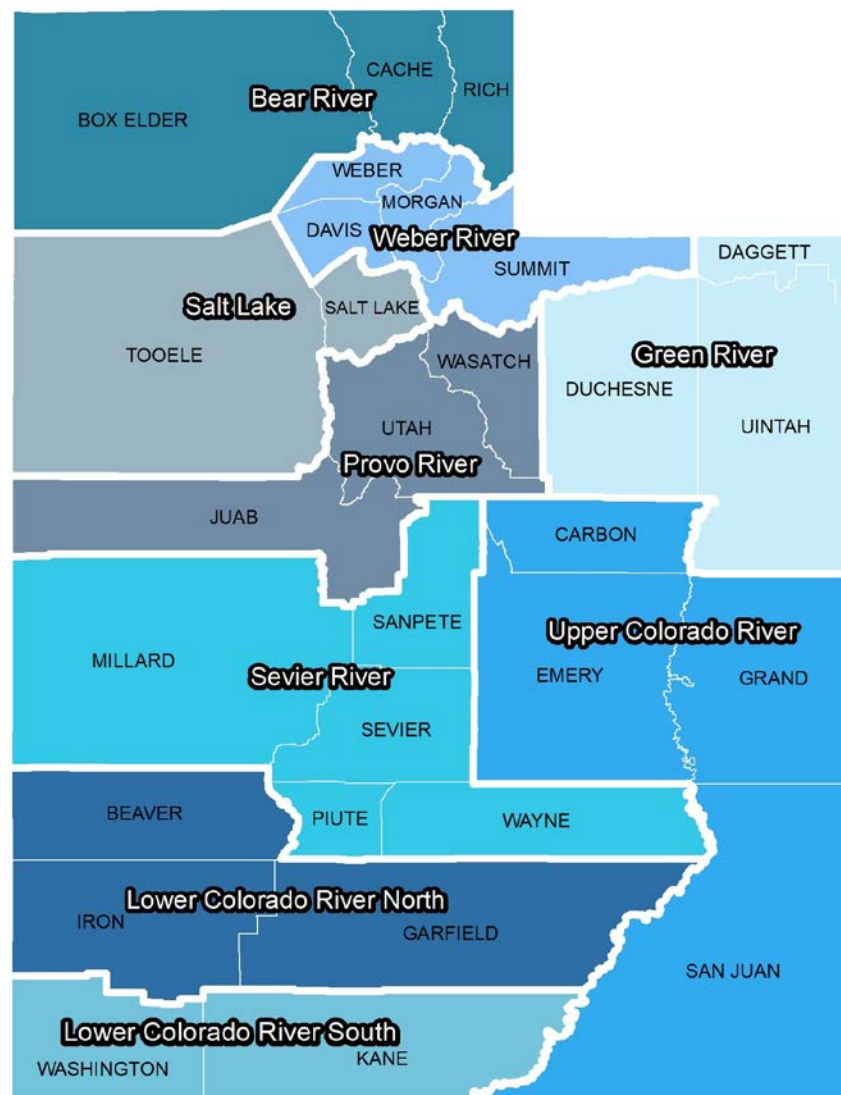 CACHE
RICH
Bear River
BOX ELDER
WEBER
MORGAN
DAVIS
Weber River
SUMMIT
DAGGETT
Salt Lake
SALT LAKE
TOOELE
WASATCH
Green River
DUCHESNE
UTAH
UINTAH
Provo River
JUAB
CARBON
SANPETE
Upper Colorado River
MILLARD
Sevier River
EMERY
GRAND
SEVIER
BEAVER
PIUTE
WAYNE
Lower Colorado River North
IRON
GARFIELD
SAN JUAN
Lower Colorado River South
WASHINGTON
KANE